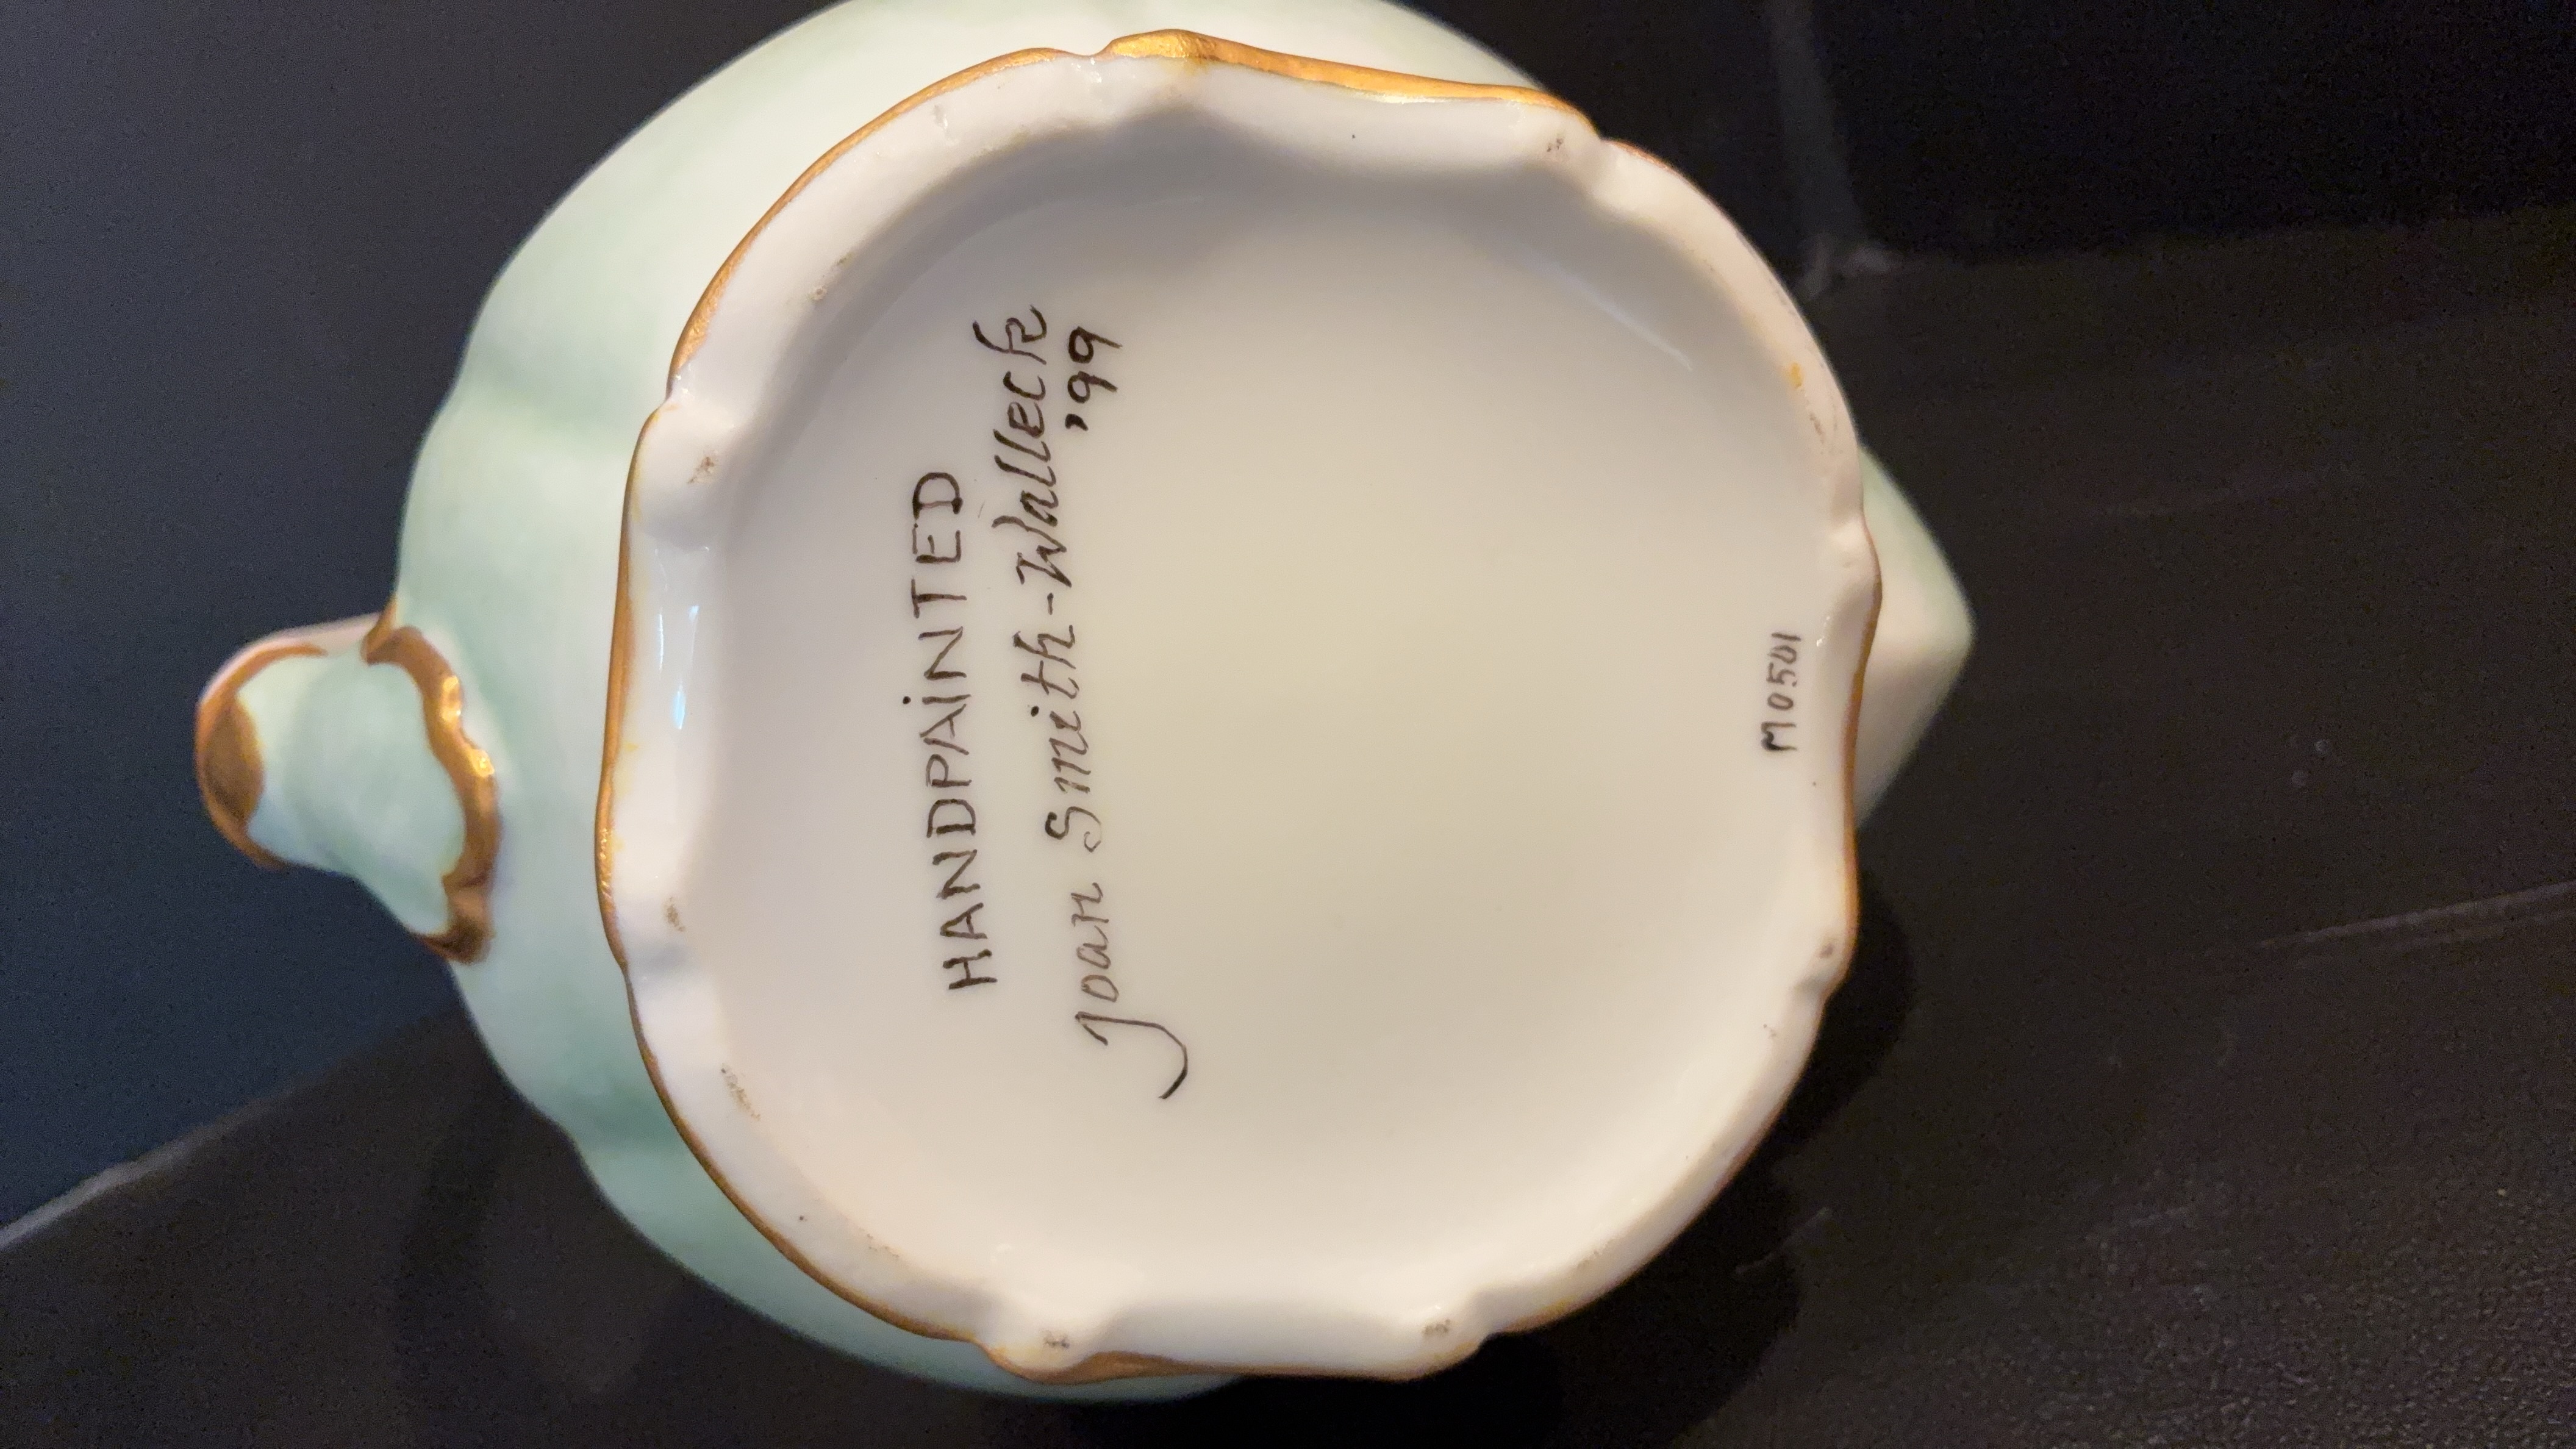 HANDPAiNTED
Joan Smith-Walleck
'99
M0501